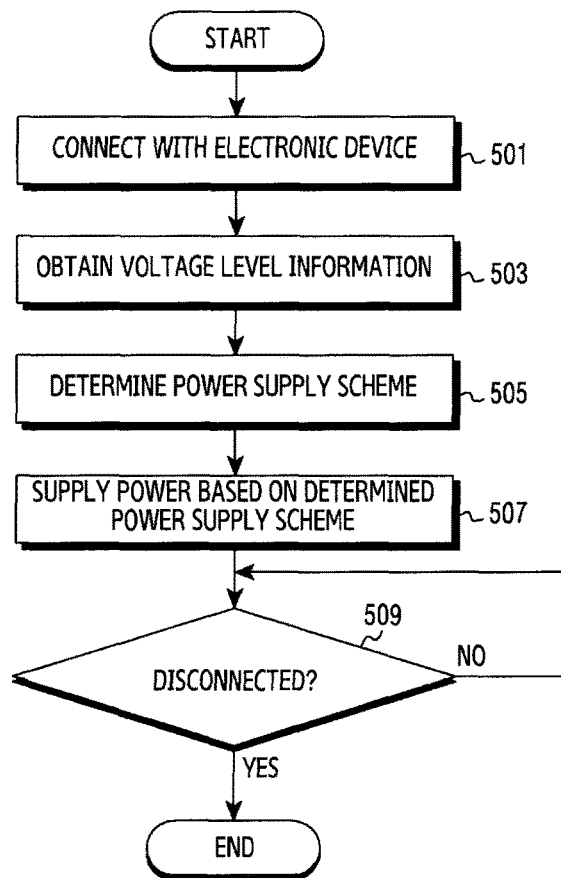 START
CONNECT WITH ELECTRONIC DEVICE
501
OBTAIN VOLTAGE LEVEL INFORMATION
503
DETERMINE POWER SUPPLY SCHEME
505
SUPPLY POWER BASED ON DETERMINED
POWER SUPPLY SCHEME
507
509
DISCONNECTED?
NO
YES
END